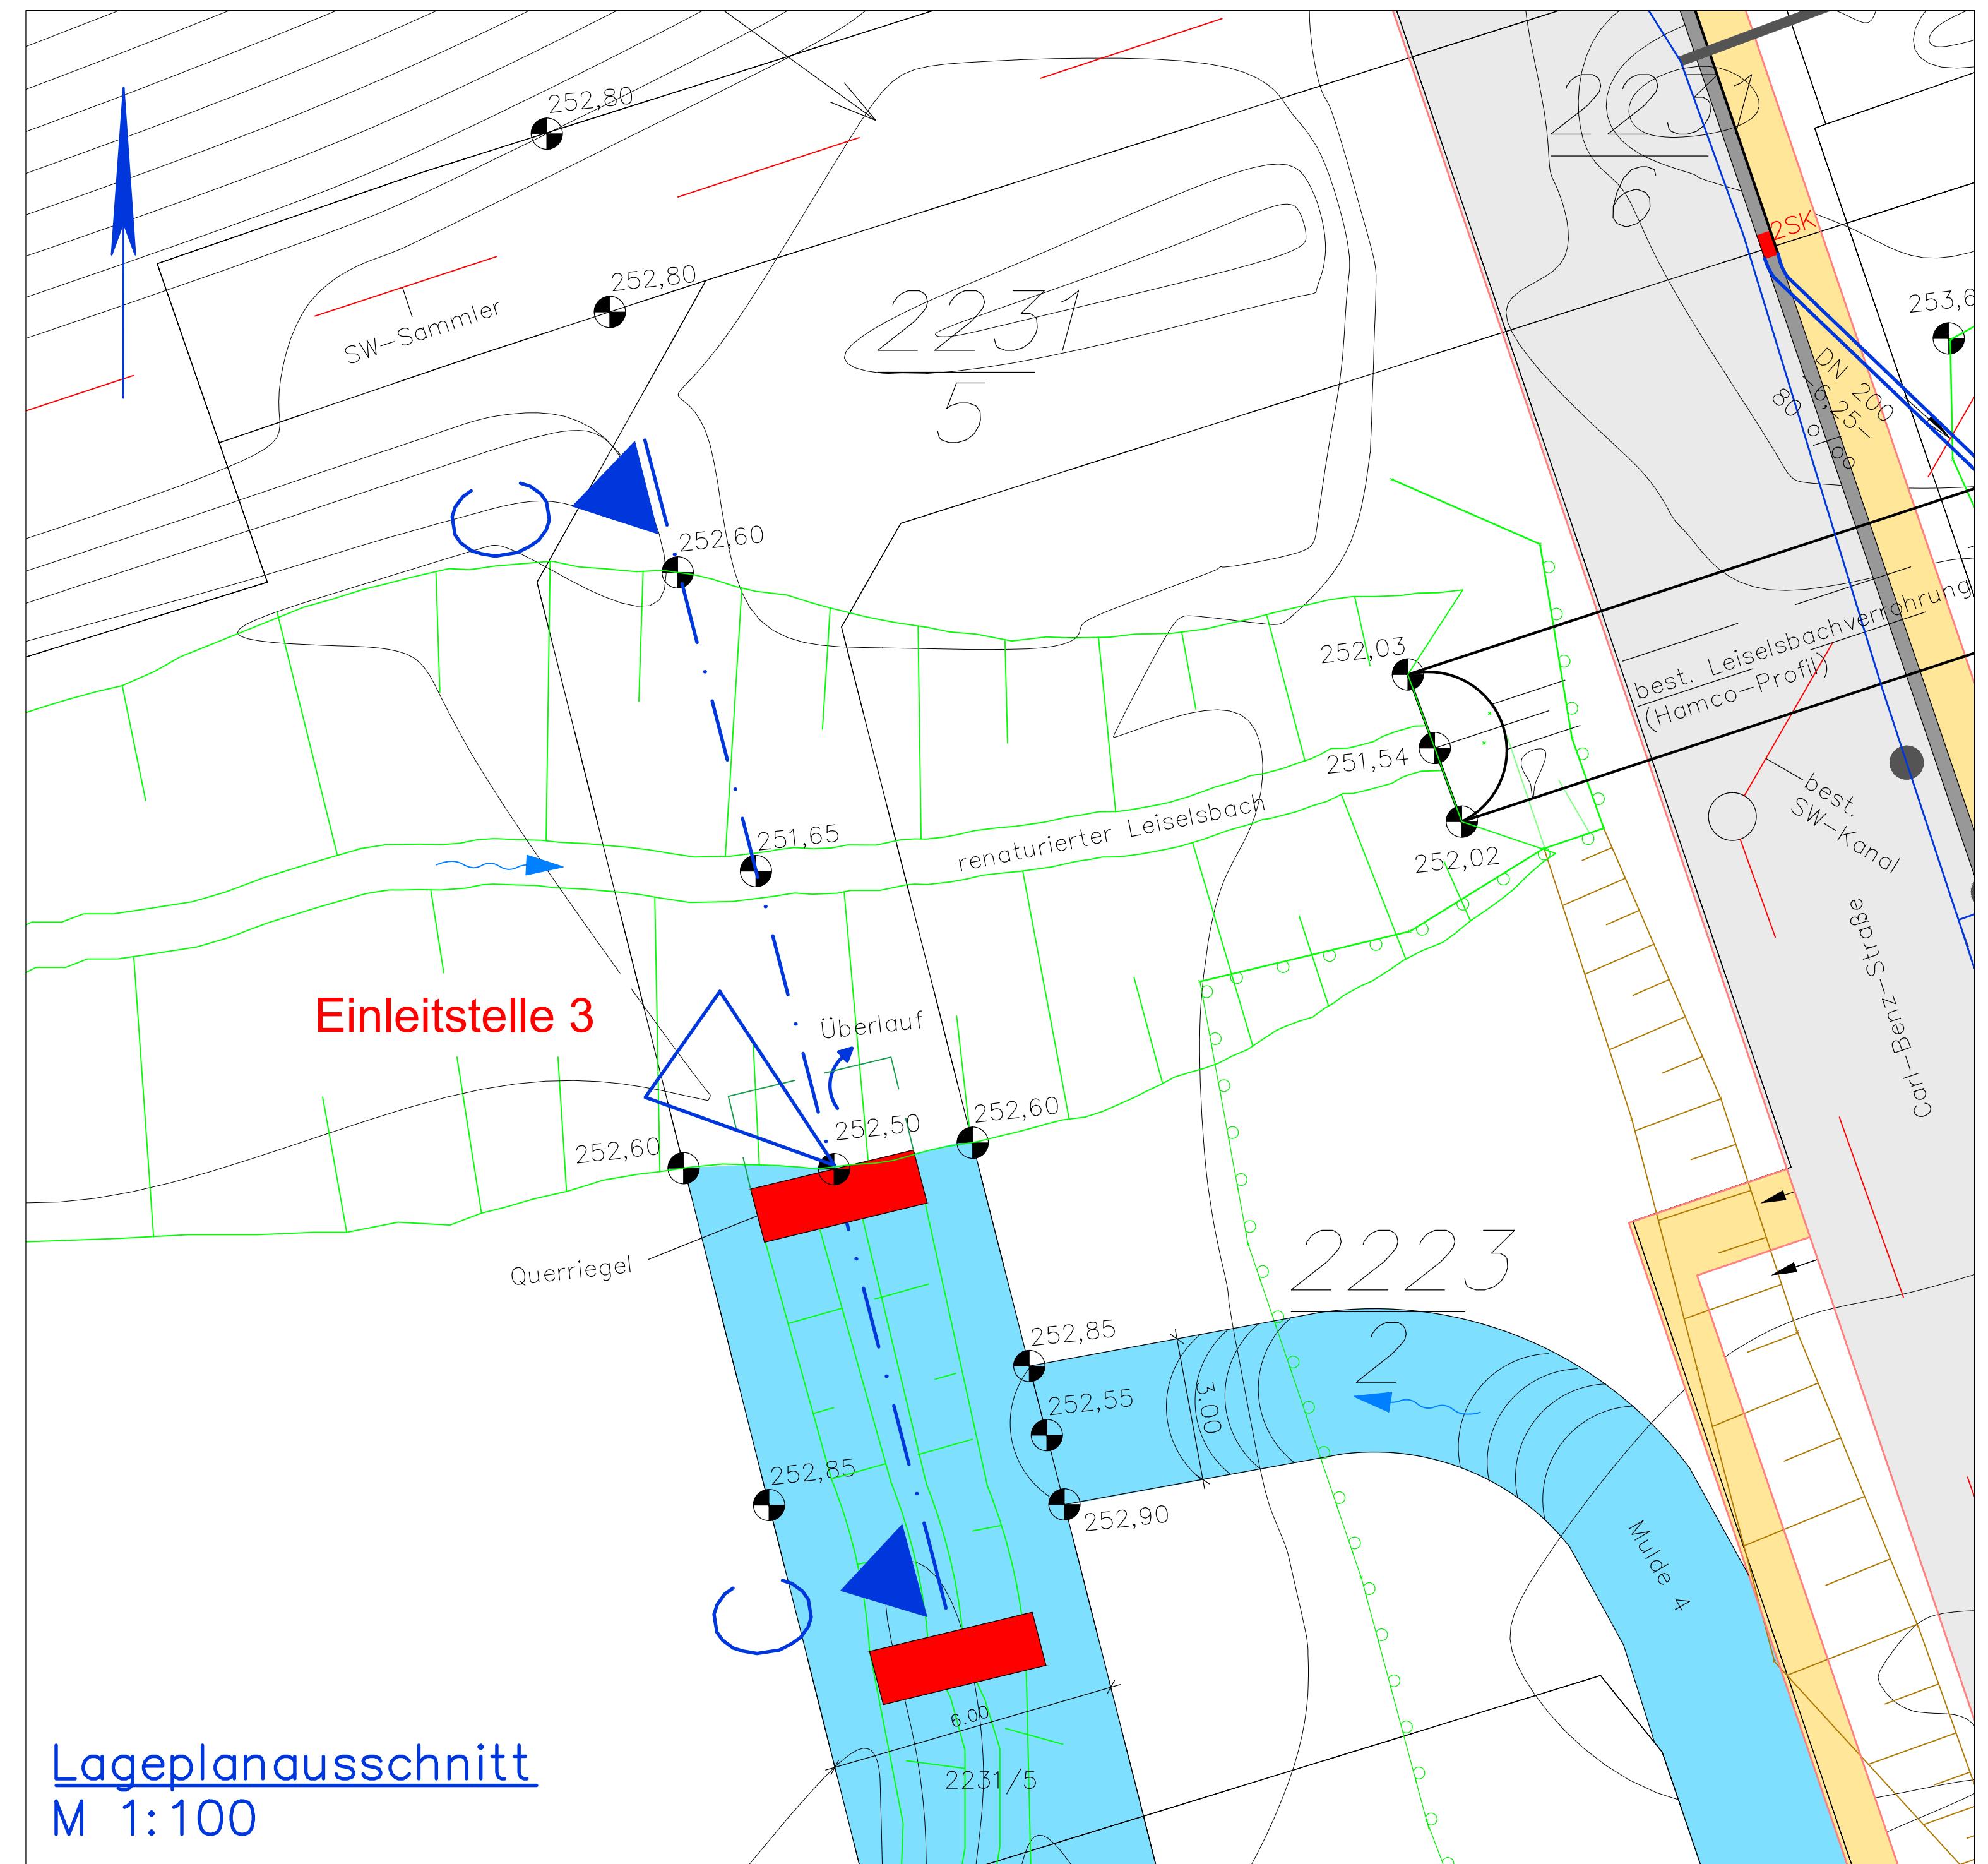 252,80
2231
6
2SK
252,80
SW-Sammler
2231
5
DN 200
-6,25-
80 0/00
252,60
252,03
best. Leiselsbachverrohrung
(Hamco-Profil)
251,54
best.
SW-Kanal
renaturierter Leiselsbach
251,65
252,02
Carl-Benz-Straße
Einleitstelle 3
Überlauf
252,60
252,50
252,60
Querriegel
2223
2
252,85
252,55
3.00
252,85
252,90
Mulde 4
C
C
6.00
2231/5
Lageplanausschnitt
M 1:100